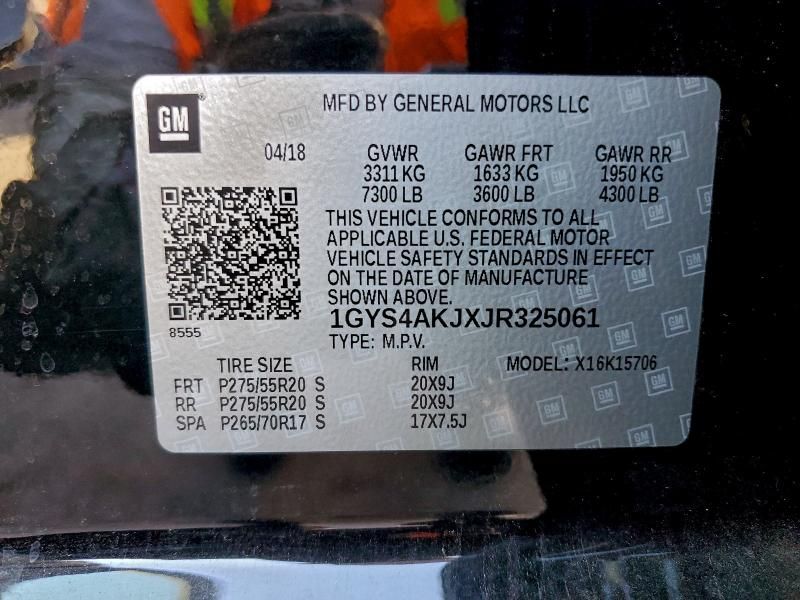 GM
MFD BY GENERAL MOTORS LLC
04/18 GVWR GAWR FRT GAWR RR
3311 KG 1633 KG 1950 KG
7300 LB 3600 LB 4300 LB
THIS VEHICLE CONFORMS TO ALL
APPLICABLE U.S. FEDERAL MOTOR
VEHICLE SAFETY STANDARDS IN EFFECT
ON THE DATE OF MANUFACTURE
SHOWN ABOVE.
8555
1GYS4AKJXJR325061
TYPE: M.P.V.
TIRE SIZE RIM MODEL: X16K15706
FRT P275/55R20 S 20X9J
RR P275/55R20 S 20X9J
SPA P265/70R17 S 17X7.5J